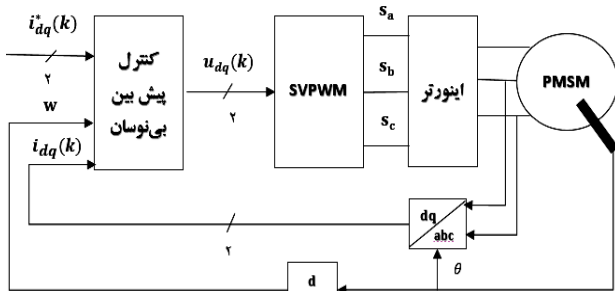 i*dq(k)
۲
w
idq(k)
کنترل
پیش بین
بی‌نوسان
udq(k)
۲
SVPWM
sa
sb
sc
اینورتر
PMSM
dq
abc
۲
θ
d